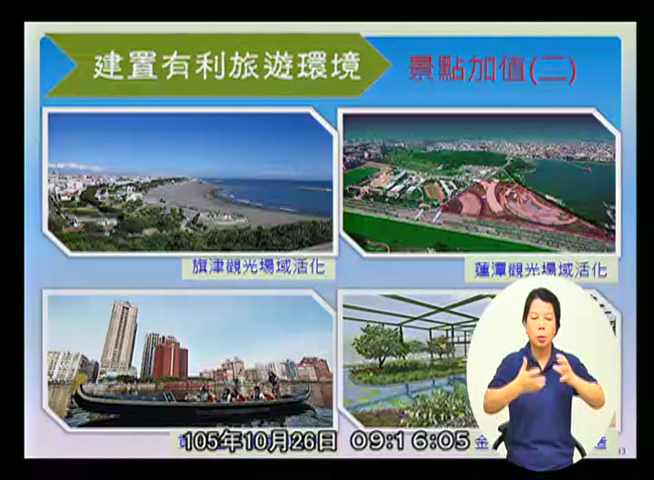 建置有利旅遊環境
景點加值(二)
旗津觀光場域活化
蓮潭觀光場域活化
105年10月26日 09:16:05
金
13